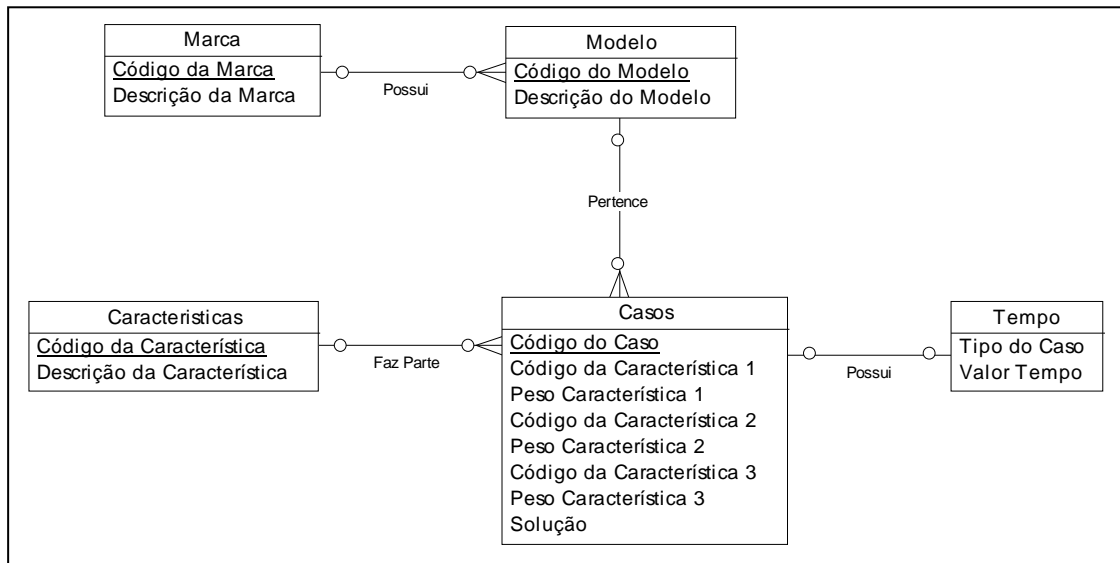 Marca
Código da Marca
Descrição da Marca
Possui
Modelo
Código do Modelo
Descrição do Modelo
Pertence
Caracteristicas
Código da Característica
Descrição da Característica
Faz Parte
Casos
Código do Caso
Código da Característica 1
Peso Característica 1
Código da Característica 2
Peso Característica 2
Código da Característica 3
Peso Característica 3
Solução
Possui
Tempo
Tipo do Caso
Valor Tempo